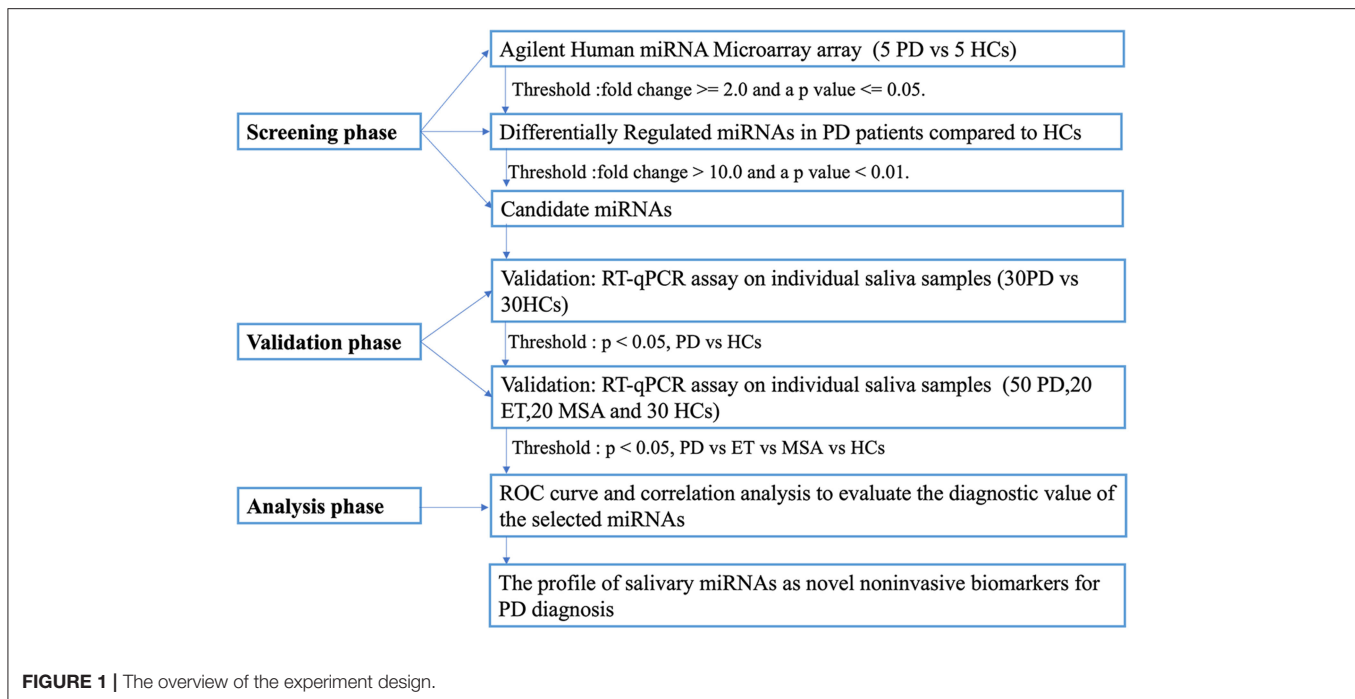 Agilent Human miRNA Microarray array (5 PD vs 5 HCs)
Threshold :fold change >= 2.0 and a p value <= 0.05.
Screening phase
Differentially Regulated miRNAs in PD patients compared to HCs
Threshold :fold change > 10.0 and a p value < 0.01.
Candidate miRNAs
Validation: RT-qPCR assay on individual saliva samples (30PD vs
30HCs)
Validation phase
Threshold : p < 0.05, PD vs HCs
Validation: RT-qPCR assay on individual saliva samples (50 PD,20
ET,20 MSA and 30 HCs)
Threshold : p < 0.05, PD vs ET vs MSA vs HCs
Analysis phase
ROC curve and correlation analysis to evaluate the diagnostic value of
the selected miRNAs
The profile of salivary miRNAs as novel noninvasive biomarkers for
PD diagnosis
FIGURE 1 | The overview of the experiment design.